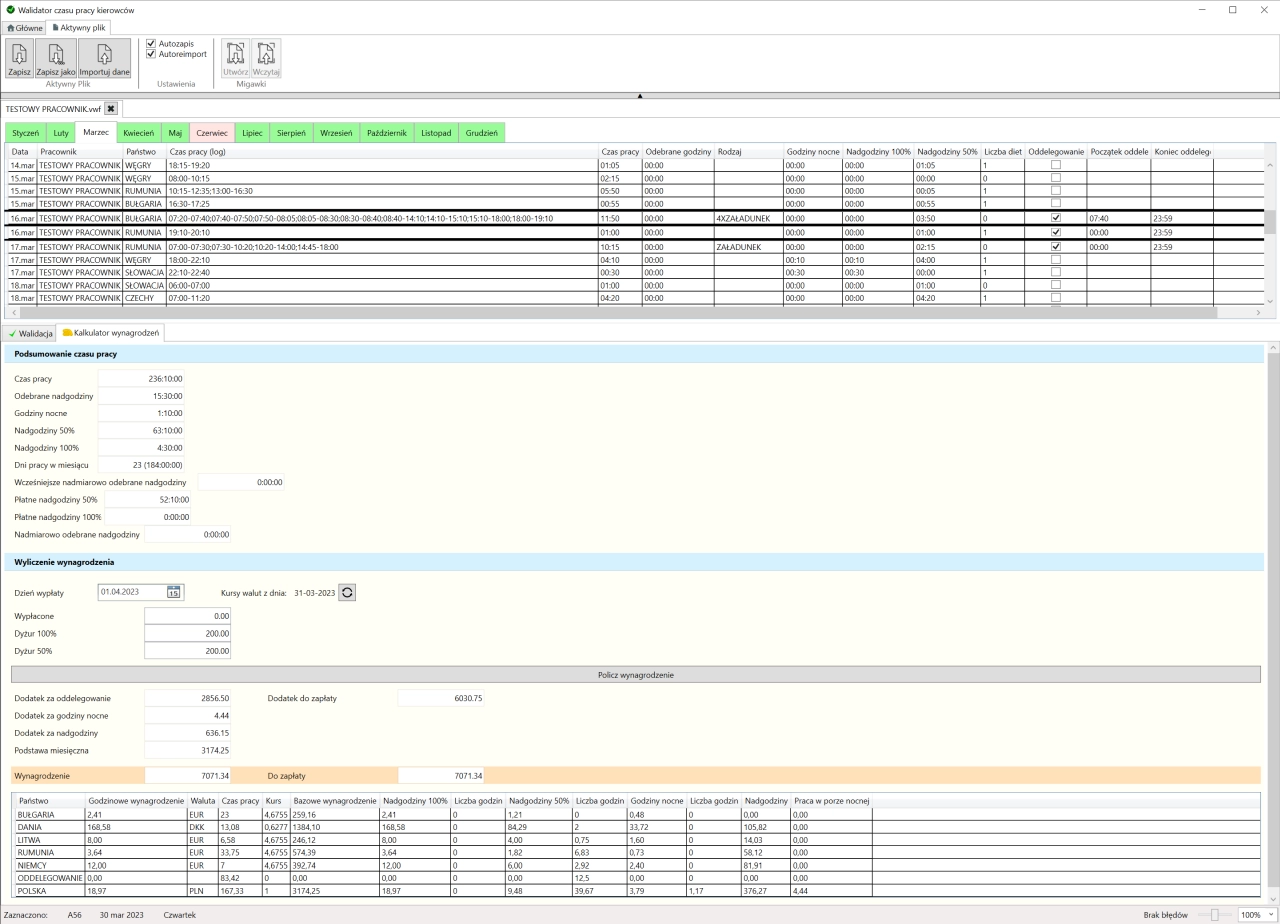 Walidator czasu pracy kierowców
Główne Aktywny plik
Zapisz Zapisz jako Importuj dane Autozapis Autoreimport Utwórz Wczytaj
Aktywny Plik Ustawienia Migawki
TESTOWY PRACOWNIK.vwf
Styczeń Luty Marzec Kwiecień Maj Czerwiec Lipiec Sierpień Wrzesień Październik Listopad Grudzień
Data Pracownik Państwo Czas pracy (log) Czas pracy Odebrane godziny Rodzaj Godziny nocne Nadgodziny 100% Nadgodziny 50% Liczba diet Oddelegowanie Początek oddele Koniec oddeleg
14.mar TESTOWY PRACOWNIK WĘGRY 18:15-19:20 01:05 00:00 00:00 00:00 01:05 1
15.mar TESTOWY PRACOWNIK WĘGRY 08:00-10:15 02:15 00:00 00:00 00:00 00:00 0
15.mar TESTOWY PRACOWNIK RUMUNIA 10:15-12:35;13:00-16:30 05:50 00:00 00:00 00:00 00:05 1
15.mar TESTOWY PRACOWNIK BUŁGARIA 16:30-17:25 00:55 00:00 00:00 00:00 00:55 1
16.mar TESTOWY PRACOWNIK BUŁGARIA 07:20-07:40;07:40-07:50;07:50-08:05;08:05-08:30;08:30-08:40;08:40-14:10;14:10-15:10;15:10-18:00;18:00-19:10 11:50 00:00 4XZAŁADUNEK 00:00 00:00 03:50 0 07:40 23:59
16.mar TESTOWY PRACOWNIK RUMUNIA 19:10-20:10 01:00 00:00 00:00 00:00 01:00 1 00:00 23:59
17.mar TESTOWY PRACOWNIK RUMUNIA 07:00-07:30;07:30-10:20;10:20-14:00;14:45-18:00 10:15 00:00 ZAŁADUNEK 00:00 00:00 02:15 0 00:00 23:59
17.mar TESTOWY PRACOWNIK WĘGRY 18:00-22:10 04:10 00:00 00:10 00:10 04:00 1
17.mar TESTOWY PRACOWNIK SŁOWACJA 22:10-22:40 00:30 00:00 00:30 00:30 00:00 1
18.mar TESTOWY PRACOWNIK SŁOWACJA 06:00-07:00 01:00 00:00 00:00 00:00 01:00 0
18.mar TESTOWY PRACOWNIK CZECHY 07:00-11:20 04:20 00:00 00:00 00:00 04:20 1
Walidacja Kalkulator wynagrodzeń
Podsumowanie czasu pracy
Czas pracy 236:10:00
Odebrane nadgodziny 15:30:00
Godziny nocne 1:10:00
Nadgodziny 50% 63:10:00
Nadgodziny 100% 4:30:00
Dni pracy w miesiącu 23 (184:00:00)
Wcześniejsze nadmiarowo odebrane nadgodziny 0:00:00
Płatne nadgodziny 50% 52:10:00
Płatne nadgodziny 100% 0:00:00
Nadmiarowo odebrane nadgodziny 0:00:00
Wyliczenie wynagrodzenia
Dzień wypłaty 01.04.2023 15 Kursy walut z dnia: 31-03-2023
Wypłacone 0.00
Dyżur 100% 200.00
Dyżur 50% 200.00
Policz wynagrodzenie
Dodatek za oddelegowanie 2856.50 Dodatek do zapłaty 6030.75
Dodatek za godziny nocne 4.44
Dodatek za nadgodziny 636.15
Podstawa miesięczna 3174.25
Wynagrodzenie 7071.34 Do zapłaty 7071.34
Państwo Godzinowe wynagrodzenie Waluta Czas pracy Kurs Bazowe wynagrodzenie Nadgodziny 100% Liczba godzin Nadgodziny 50% Liczba godzin Godziny nocne Liczba godzin Nadgodziny Praca w porze nocnej
BUŁGARIA 2,41 EUR 23 4,6755 259,16 2,41 0 1,21 0 0,48 0 0,00 0,00
DANIA 168,58 DKK 13,08 0,6277 1384,10 168,58 0 84,29 2 33,72 0 105,82 0,00
LITWA 8,00 EUR 6,58 4,6755 246,12 8,00 0 4,00 0,75 1,60 0 14,03 0,00
RUMUNIA 3,64 EUR 33,75 4,6755 574,39 3,64 0 1,82 6,83 0,73 0 58,12 0,00
NIEMCY 12,00 EUR 7 4,6755 392,74 12,00 0 6,00 2,92 2,40 0 81,91 0,00
ODDELEGOWANIE 0,00 83,42 0 0,00 0,00 0 0,00 12,5 0,00 0 0,00 0,00
POLSKA 18,97 PLN 167,33 1 3174,25 18,97 0 9,48 39,67 3,79 1,17 376,27 4,44
Zaznaczono: A56 30 mar 2023 Czwartek Brak błędów 100%